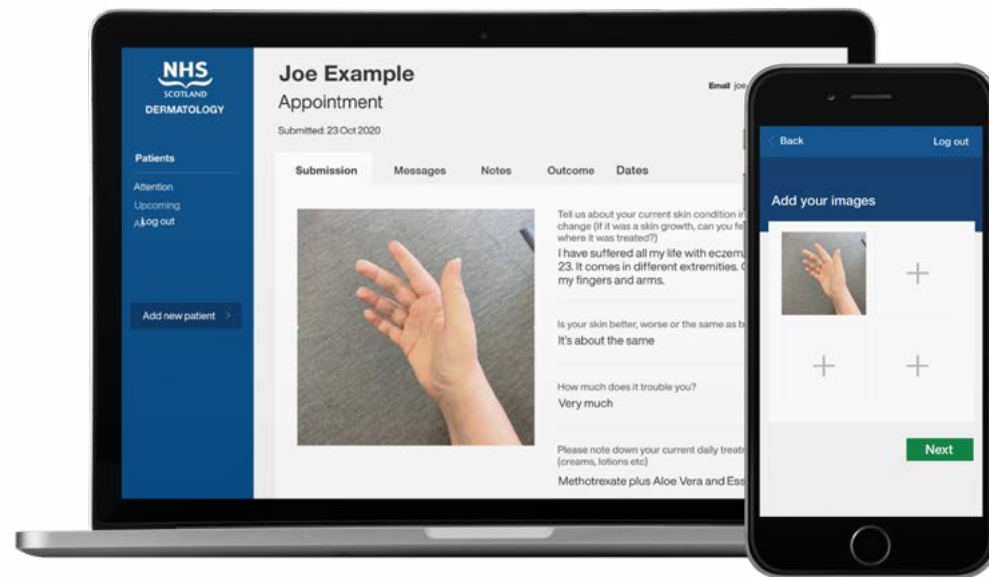 NHS
SCOTLAND
DERMATOLOGY
Patients
Attention
Upcoming
Log out
Add new patient
Joe Example
Appointment
Submitted: 23 Oct 2020
Email joe
Submission Messages Notes Outcome Dates
Tell us about your current skin condition in
change (If it was a skin growth, can you
where it was treated?)
I have suffered all my life with eczem
23. It comes in different extremities.
my fingers and arms.
Is your skin better, worse or the same as b
It's about the same
How much does it trouble you?
Very much
Please note down your current daily treat
(creams, lotions etc)
Methotrexate plus Aloe Vera and Ess
Back Log out
Add your images
Next